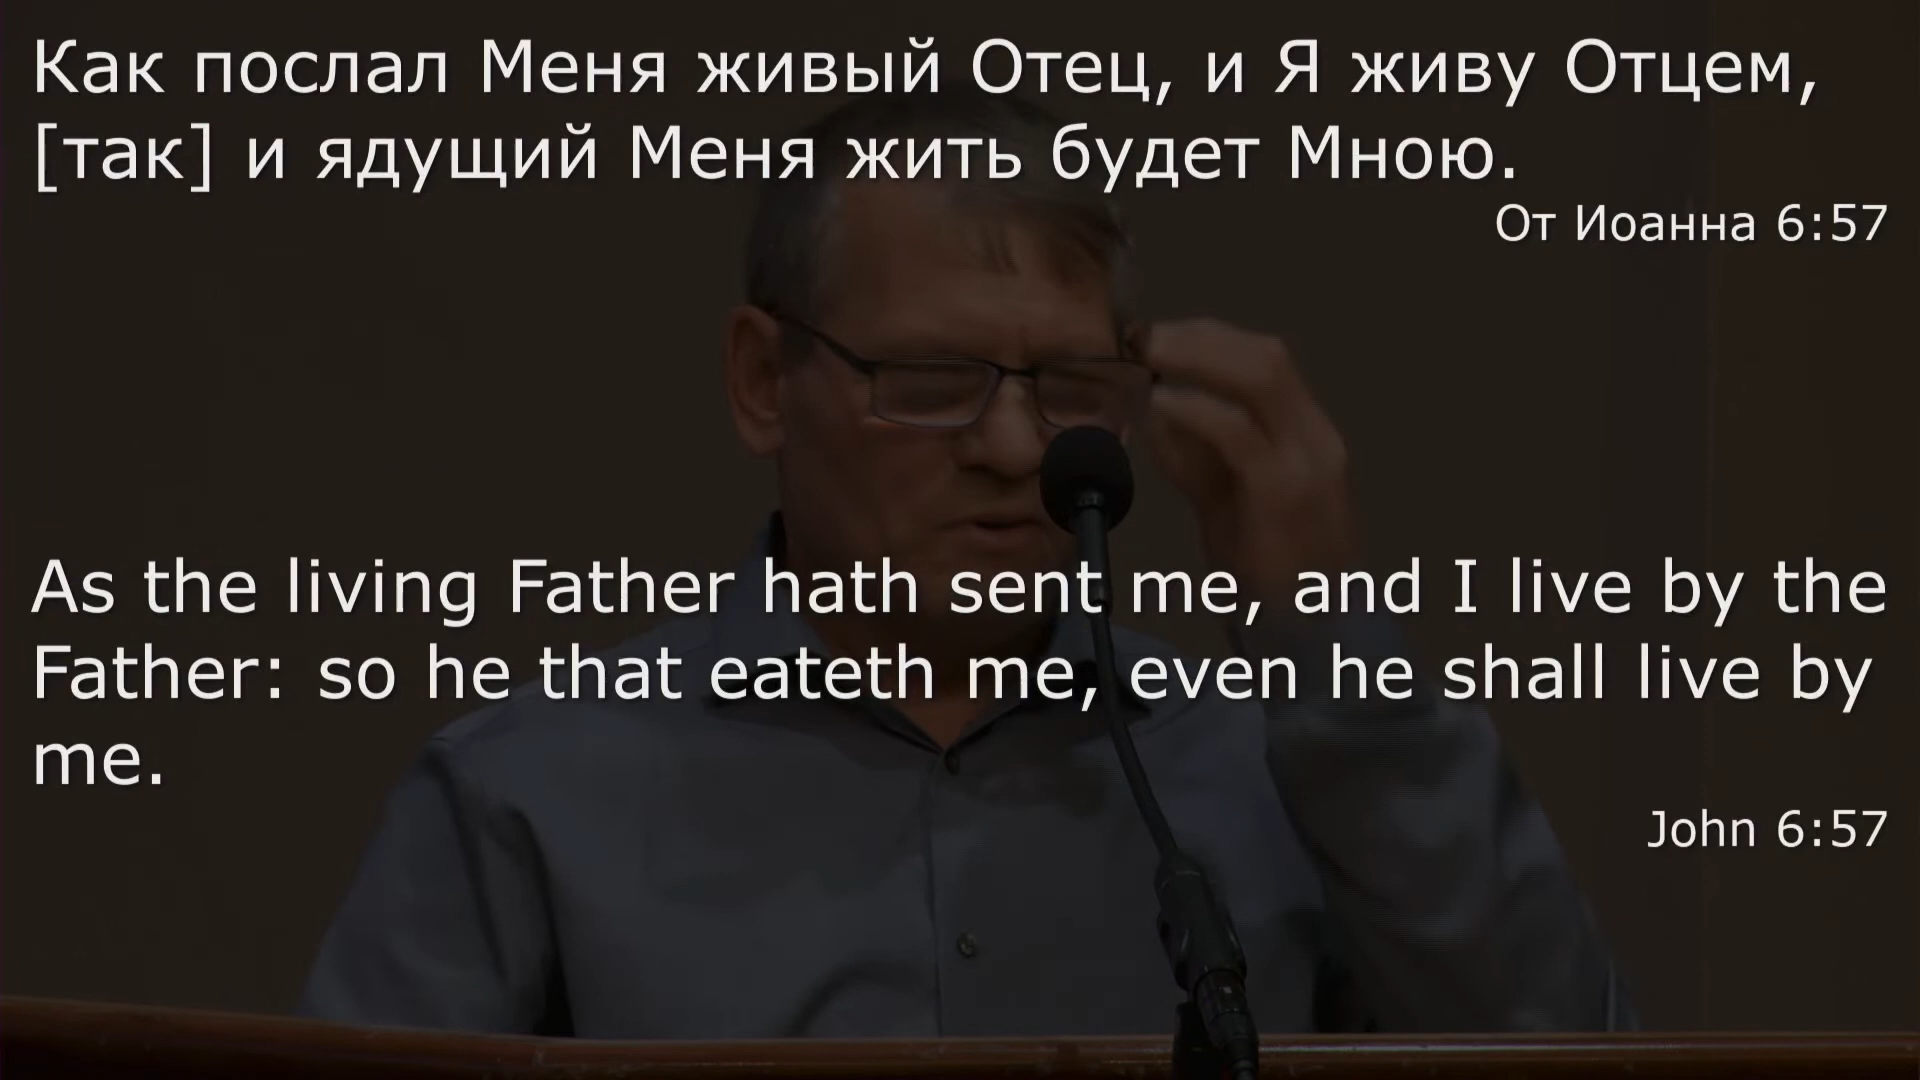 Как послал Меня живый Отец, и Я живу Отцем,
[так] и ядущий Меня жить будет Мною.
От Иоанна 6:57
As the living Father hath sent me, and I live by the
Father: so he that eateth me, even he shall live by
me.
John 6:57